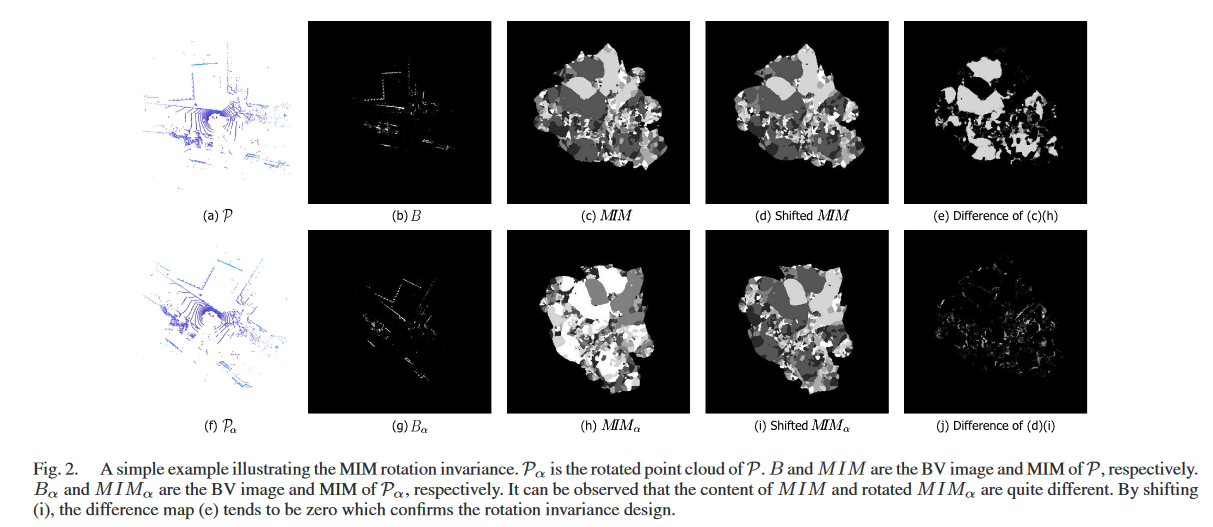 (a) 𝒫 (b) B (c) MIM (d) Shifted MIM (e) Difference of (c)(h)
(f) 𝒫α (g) Bα (h) MIMα (i) Shifted MIMα (j) Difference of (d)(i)
Fig. 2. A simple example illustrating the MIM rotation invariance. 𝒫α is the rotated point cloud of 𝒫. B and MIM are the BV image and MIM of 𝒫, respectively.
Bα and MIMα are the BV image and MIM of 𝒫α, respectively. It can be observed that the content of MIM and rotated MIMα are quite different. By shifting
(i), the difference map (e) tends to be zero which confirms the rotation invariance design.